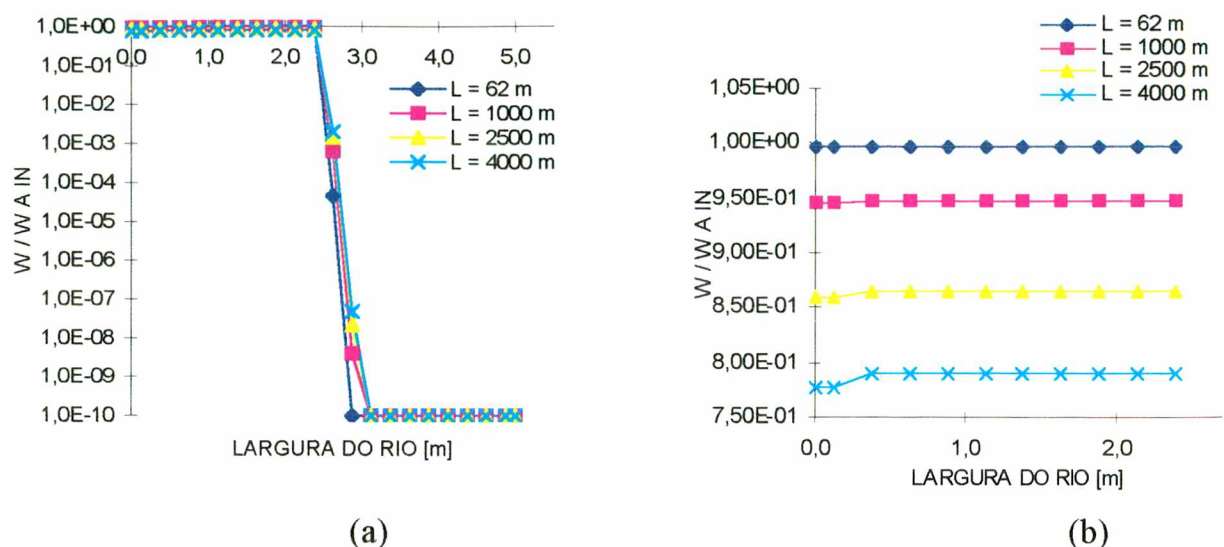 1,0E+00
0,0
1,0
2,0
3,0
4,0
5,0
1,0E-01
1,0E-02
1,0E-03
1,0E-04
1,0E-05
1,0E-06
1,0E-07
1,0E-08
1,0E-09
1,0E-10
W / W A IN
L = 62 m
L = 1000 m
L = 2500 m
L = 4000 m
LARGURA DO RIO [m]
(a)
L = 62 m
L = 1000 m
L = 2500 m
L = 4000 m
1,05E+00
1,00E+00
9,50E-01
9,00E-01
8,50E-01
8,00E-01
7,50E-01
W / W A IN
0,0
1,0
2,0
LARGURA DO RIO [m]
(b)